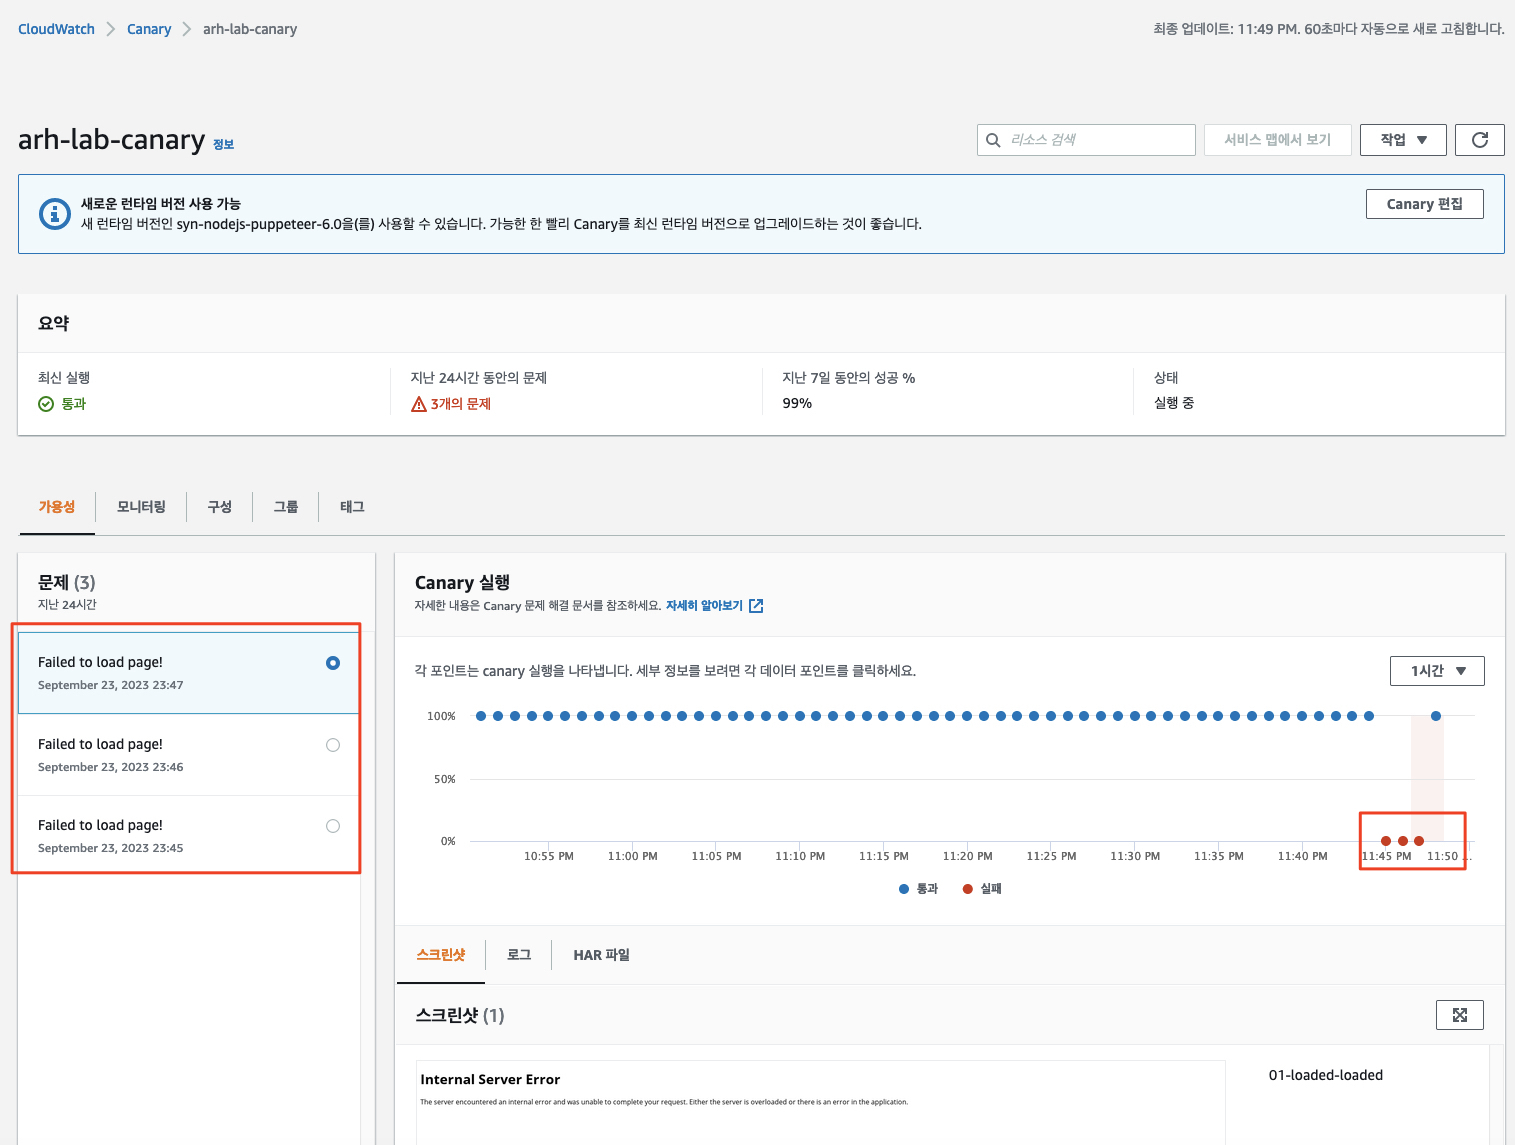 CloudWatch > Canary > arh-lab-canary
최종 업데이트: 11:49 PM. 60초마다 자동으로 새로 고침합니다.
arh-lab-canary 정보
리소스 검색
서비스 맵에서 보기
작업
새로운 런타임 버전 사용 가능
새 런타임 버전인 syn-nodejs-puppeteer-6.0을(를) 사용할 수 있습니다. 가능한 한 빨리 Canary를 최신 런타임 버전으로 업그레이드하는 것이 좋습니다.
Canary 편집
요약
최신 실행
통과
지난 24시간 동안의 문제
3개의 문제
지난 7일 동안의 성공 %
99%
상태
실행 중
가용성
모니터링
구성
그룹
태그
문제 (3)
지난 24시간
Failed to load page!
September 23, 2023 23:47
Failed to load page!
September 23, 2023 23:46
Failed to load page!
September 23, 2023 23:45
Canary 실행
자세한 내용은 Canary 문제 해결 문서를 참조하세요. 자세히 알아보기
각 포인트는 canary 실행을 나타냅니다. 세부 정보를 보려면 각 데이터 포인트를 클릭하세요.
1시간
100%
50%
0%
10:55 PM 11:00 PM 11:05 PM 11:10 PM 11:15 PM 11:20 PM 11:25 PM 11:30 PM 11:35 PM 11:40 PM 11:45 PM 11:50 ...
통과 실패
스크린샷
로그
HAR 파일
스크린샷 (1)
Internal Server Error
The server encountered an internal error and was unable to complete your request. Either the server is overloaded or there is an error in the application.
01-loaded-loaded